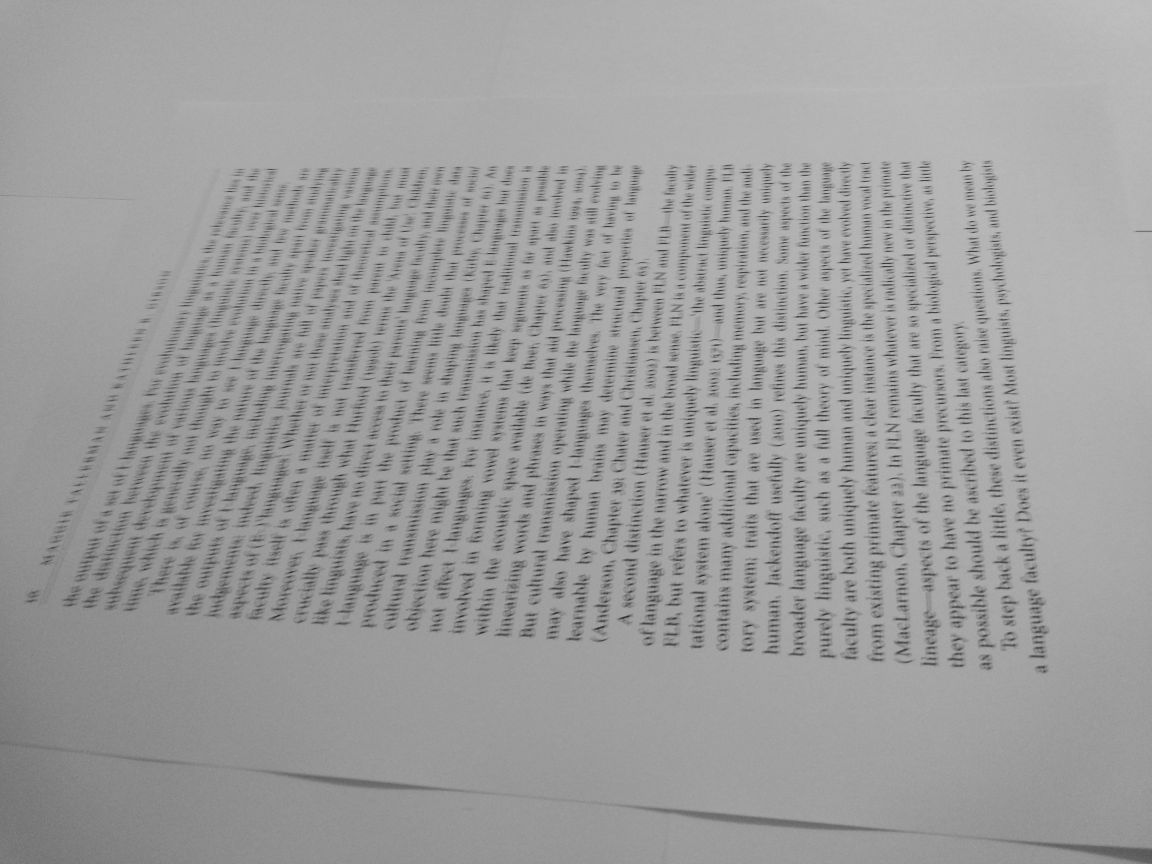 10 MAGGIE TALLERMAN AND KATHLEEN R. GIBSON
the output of a set of I-languages. For evolutionary linguists, the relevance lies in
the distinction between the evolution of language as a human faculty, and the
subsequent development of various languages (linguistic systems) over historical
time, which is generally not thought to involve evolution in a biological sense.
There is, of course, no way to see I-language directly, and few methods are
available for investigating the nature of the language faculty apart from studying
the outputs of I-language, including interrogating native speaker grammaticality
judgements; indeed, linguistics journals are full of papers investigating various
aspects of (E-)languages. Whether or not these analyses shed light on the language
faculty itself is often a matter of interpretation and of theoretical assumptions.
Moreover, I-language itself is not transferred from parent to child, but must
crucially pass through what Hurford (1990b) terms the 'Arena of Use'. Children,
like linguists, have no direct access to their parents' language faculty, and their own
I-language is in part the product of learning from incomplete linguistic data
produced in a social setting. There seems little doubt that processes of social
cultural transmission play a role in shaping languages (Kirby, Chapter 61). An
objection here might be that such transmission has shaped E-languages but does
not affect I-languages. For instance, it is likely that cultural transmission is
involved in forming vowel systems that keep segments as far apart as possible
within the acoustic space available (de Boer, Chapter 63), and also involved in
linearizing words and phrases in ways that aid processing (Hawkins 1994, 2004).
But cultural transmission operating while the language faculty was still evolving
may also have shaped I-languages themselves. The very fact of having to be
learnable by human brains may determine structural properties of language
(Anderson, Chapter 39; Chater and Christiansen, Chapter 65).
A second distinction (Hauser et al. 2002) is between FLN and FLB—the faculty
of language in the narrow and in the broad sense. FLN is a component of the wider
FLB, but refers to whatever is uniquely linguistic—'the abstract linguistic compu-
tational system alone' (Hauser et al. 2002: 1571)—and thus, uniquely human. FLB
contains many additional capacities, including memory, respiration, and the audi-
tory system; traits that are used in language but are not necessarily uniquely
human. Jackendoff usefully (2010) refines this distinction. Some aspects of the
broader language faculty are uniquely human, but have a wider function than the
purely linguistic, such as a full theory of mind. Other aspects of the language
faculty are both uniquely human and uniquely linguistic, yet have evolved directly
from existing primate features; a clear instance is the specialized human vocal tract
(MacLarnon, Chapter 22). In FLN remains whatever is radically new in the primate
lineage—aspects of the language faculty that are so specialized or distinctive that
they appear to have no primate precursors. From a biological perspective, as little
as possible should be ascribed to this last category.
To step back a little, these distinctions also raise questions. What do we mean by
a language faculty? Does it even exist? Most linguists, psychologists, and biologists